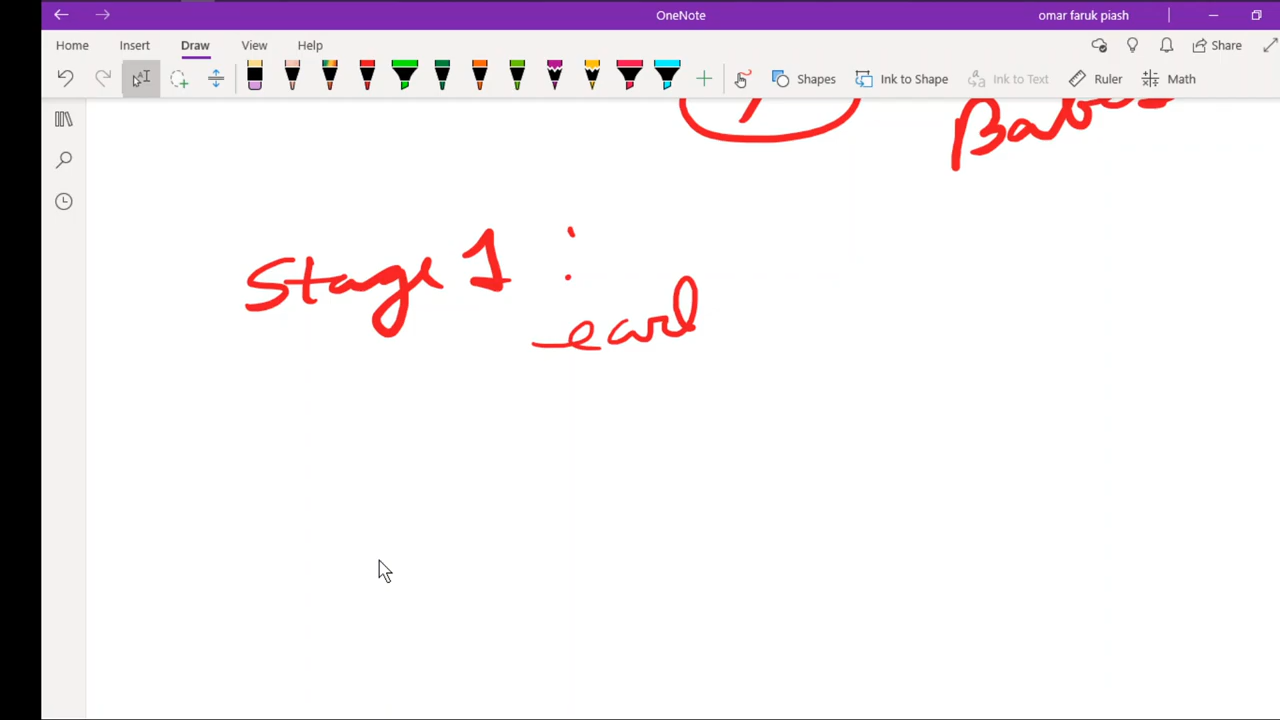 OneNote
omar faruk piash
Home Insert Draw View Help
Share
Shapes Ink to Shape Ink to Text Ruler Math
Stage 1 :
earl